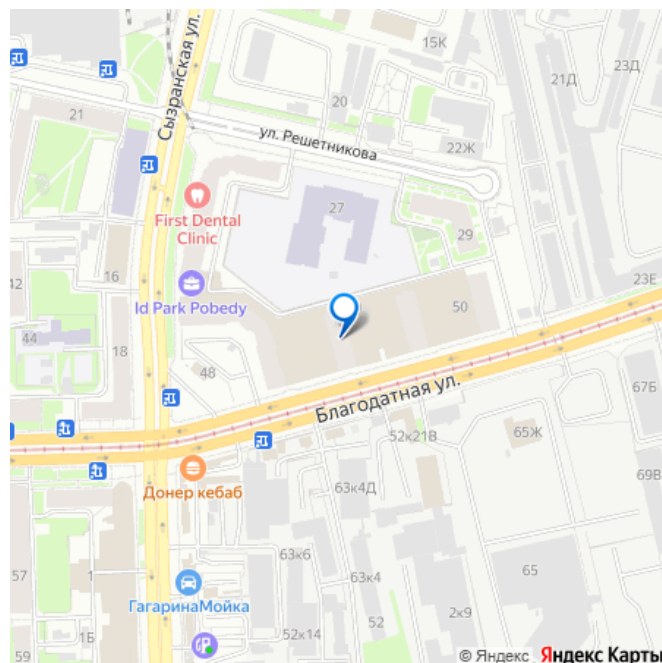 Сызранская ул.
15К
21Д
23Д
21
20
ул. Решетникова
22Ж
First Dental
Clinic
27
29
42
16
23Е
Id Park Pobedy
50
44
18
48
Благодатная ул.
67Б
52к21В
65Ж
Донер кебаб
63к4Д
69В
63к6
63к4
65
57
1
ГагаринаМойка
2к9
1Б
52к14
52
59
© Яндекс Яндекс Карты